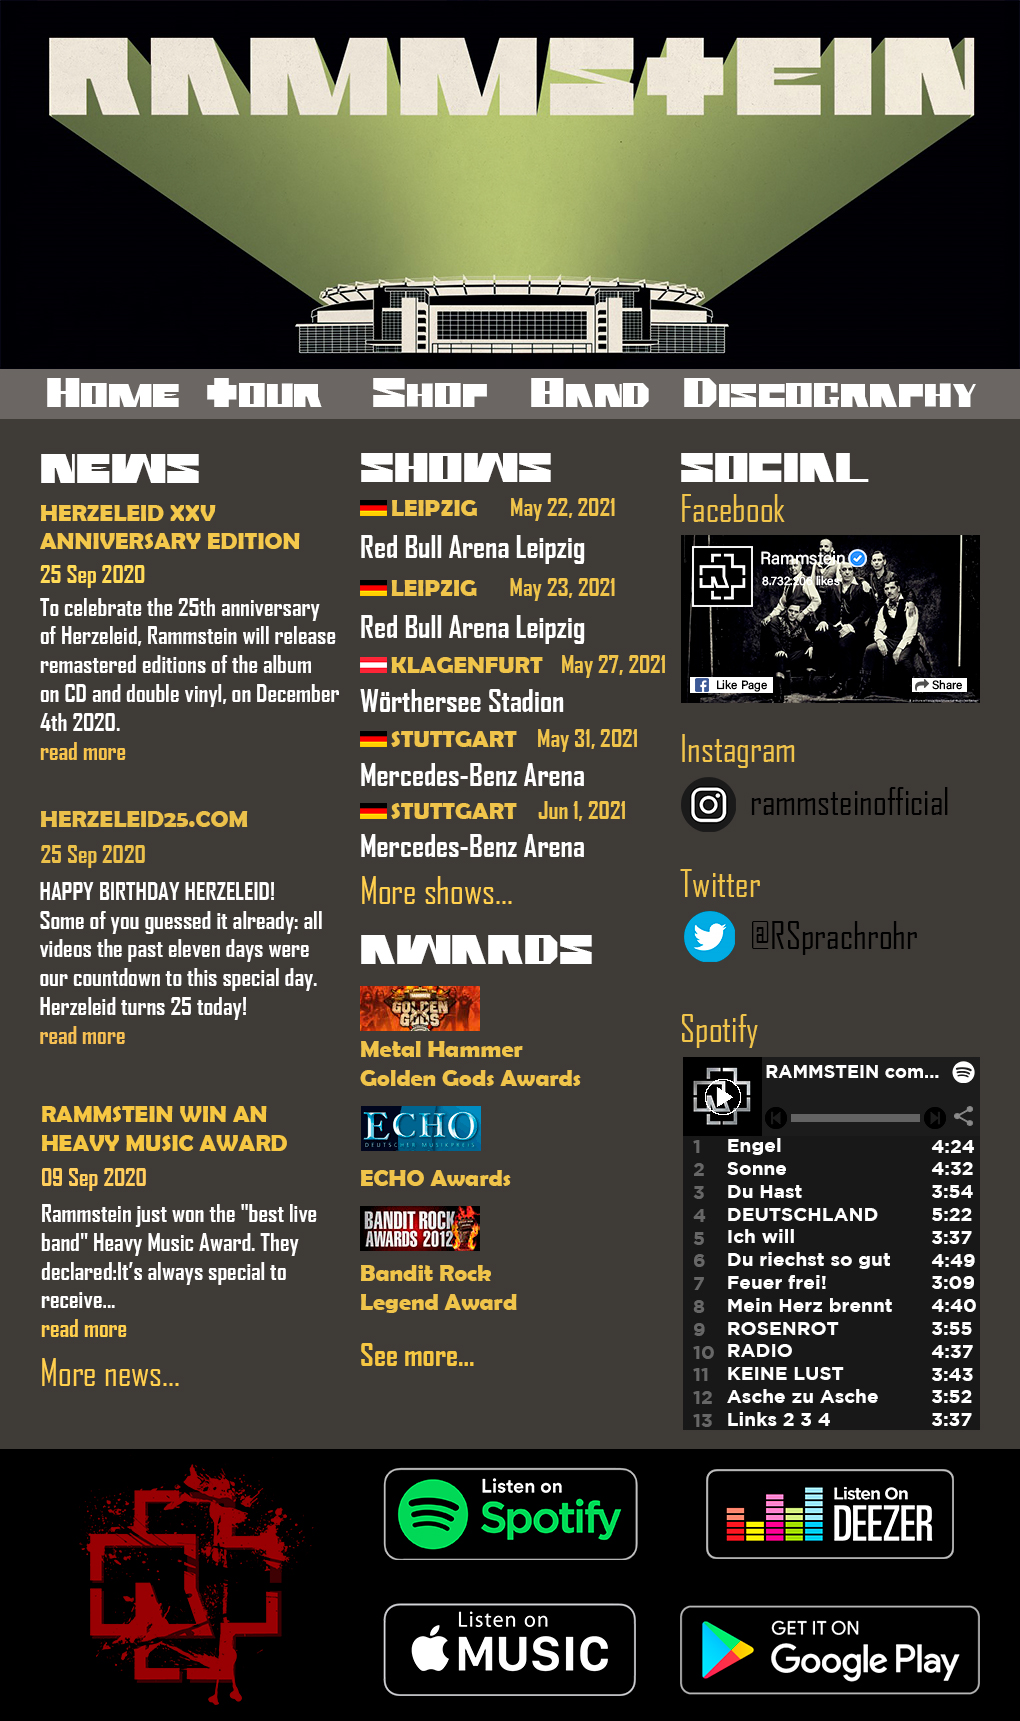 RAMMSTEIN
Home Tour Shop Band Discography
NEWS
HERZELEID XXV
ANNIVERSARY EDITION
25 Sep 2020
To celebrate the 25th anniversary
of Herzeleid, Rammstein will release
remastered editions of the album
on CD and double vinyl, on December
4th 2020.
read more
HERZELEID25.COM
25 Sep 2020
HAPPY BIRTHDAY HERZELEID!
Some of you guessed it already: all
videos the past eleven days were
our countdown to this special day.
Herzeleid turns 25 today!
read more
RAMMSTEIN WIN AN
HEAVY MUSIC AWARD
09 Sep 2020
Rammstein just won the "best live
band" Heavy Music Award. They
declared:It's always special to
receive...
read more
More news...
SHOWS
LEIPZIG May 22, 2021
Red Bull Arena Leipzig
LEIPZIG May 23, 2021
Red Bull Arena Leipzig
KLAGENFURT May 27, 2021
Wörthersee Stadion
STUTTGART May 31, 2021
Mercedes-Benz Arena
STUTTGART Jun 1, 2021
Mercedes-Benz Arena
More shows...
AWARDS
GOLDEN
GODS
Metal Hammer
Golden Gods Awards
ECHO
DEUTSCHER MUSIKPREIS
ECHO Awards
BANDIT ROCK
AWARDS 2012
Bandit Rock
Legend Award
See more...
SOCIAL
Facebook
Rammstein
8.732.106 likes
Like Page Share
Instagram
rammsteinofficial
Twitter
@RSprachrohr
Spotify
RAMMSTEIN com...
1 Engel 4:24
2 Sonne 4:32
3 Du Hast 3:54
4 DEUTSCHLAND 5:22
5 Ich will 3:37
6 Du riechst so gut 4:49
7 Feuer frei! 3:09
8 Mein Herz brennt 4:40
9 ROSENROT 3:55
10 RADIO 4:37
11 KEINE LUST 3:43
12 Asche zu Asche 3:52
13 Links 2 3 4 3:37
Listen on
Spotify
Listen On
DEEZER
Listen on
MUSIC
GET IT ON
Google Play